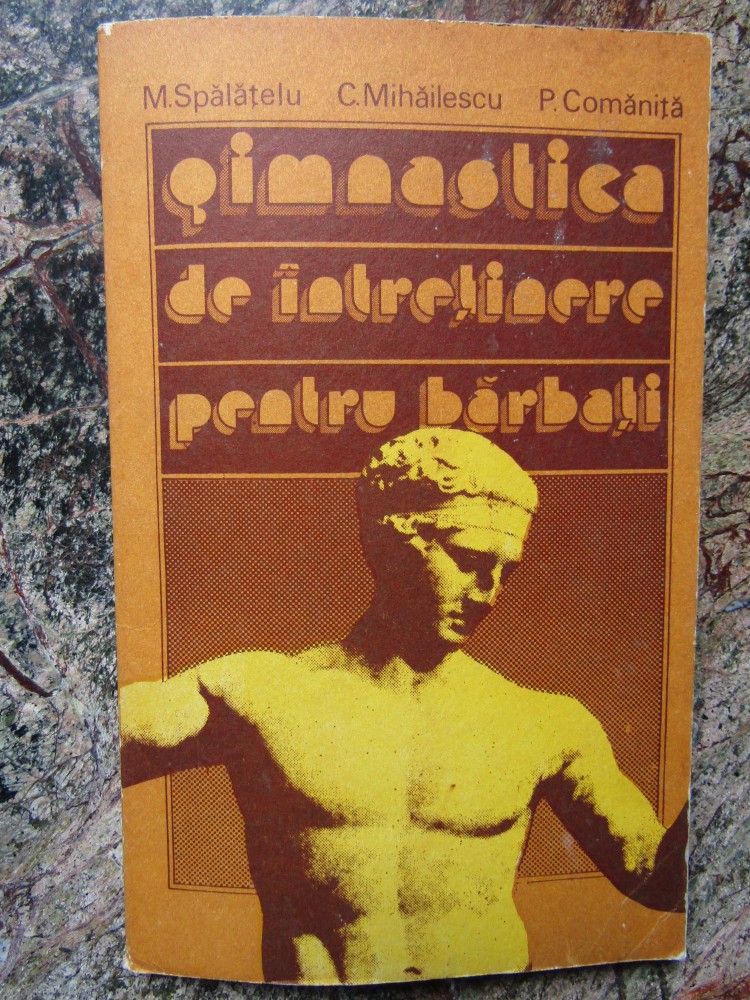 M. Spălățelu C. Mihăilescu P. Comăniță
gimnastica
de întreținere
pentru bărbați